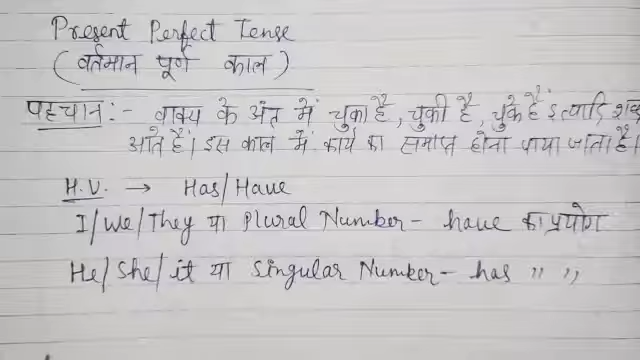 Present Perfect Tense
(वर्तमान पूर्ण काल)
पहचान:- वाक्य के अंत में चुका है, चुकी है, चुके हैं इत्यादि शब्द
आते हैं। इस काल में कार्य का समाप्त होना पाया जाता है।
H.V. → Has/Have
I/We/They या Plural Number - have का प्रयोग
He/She/it या Singular Number - has " "